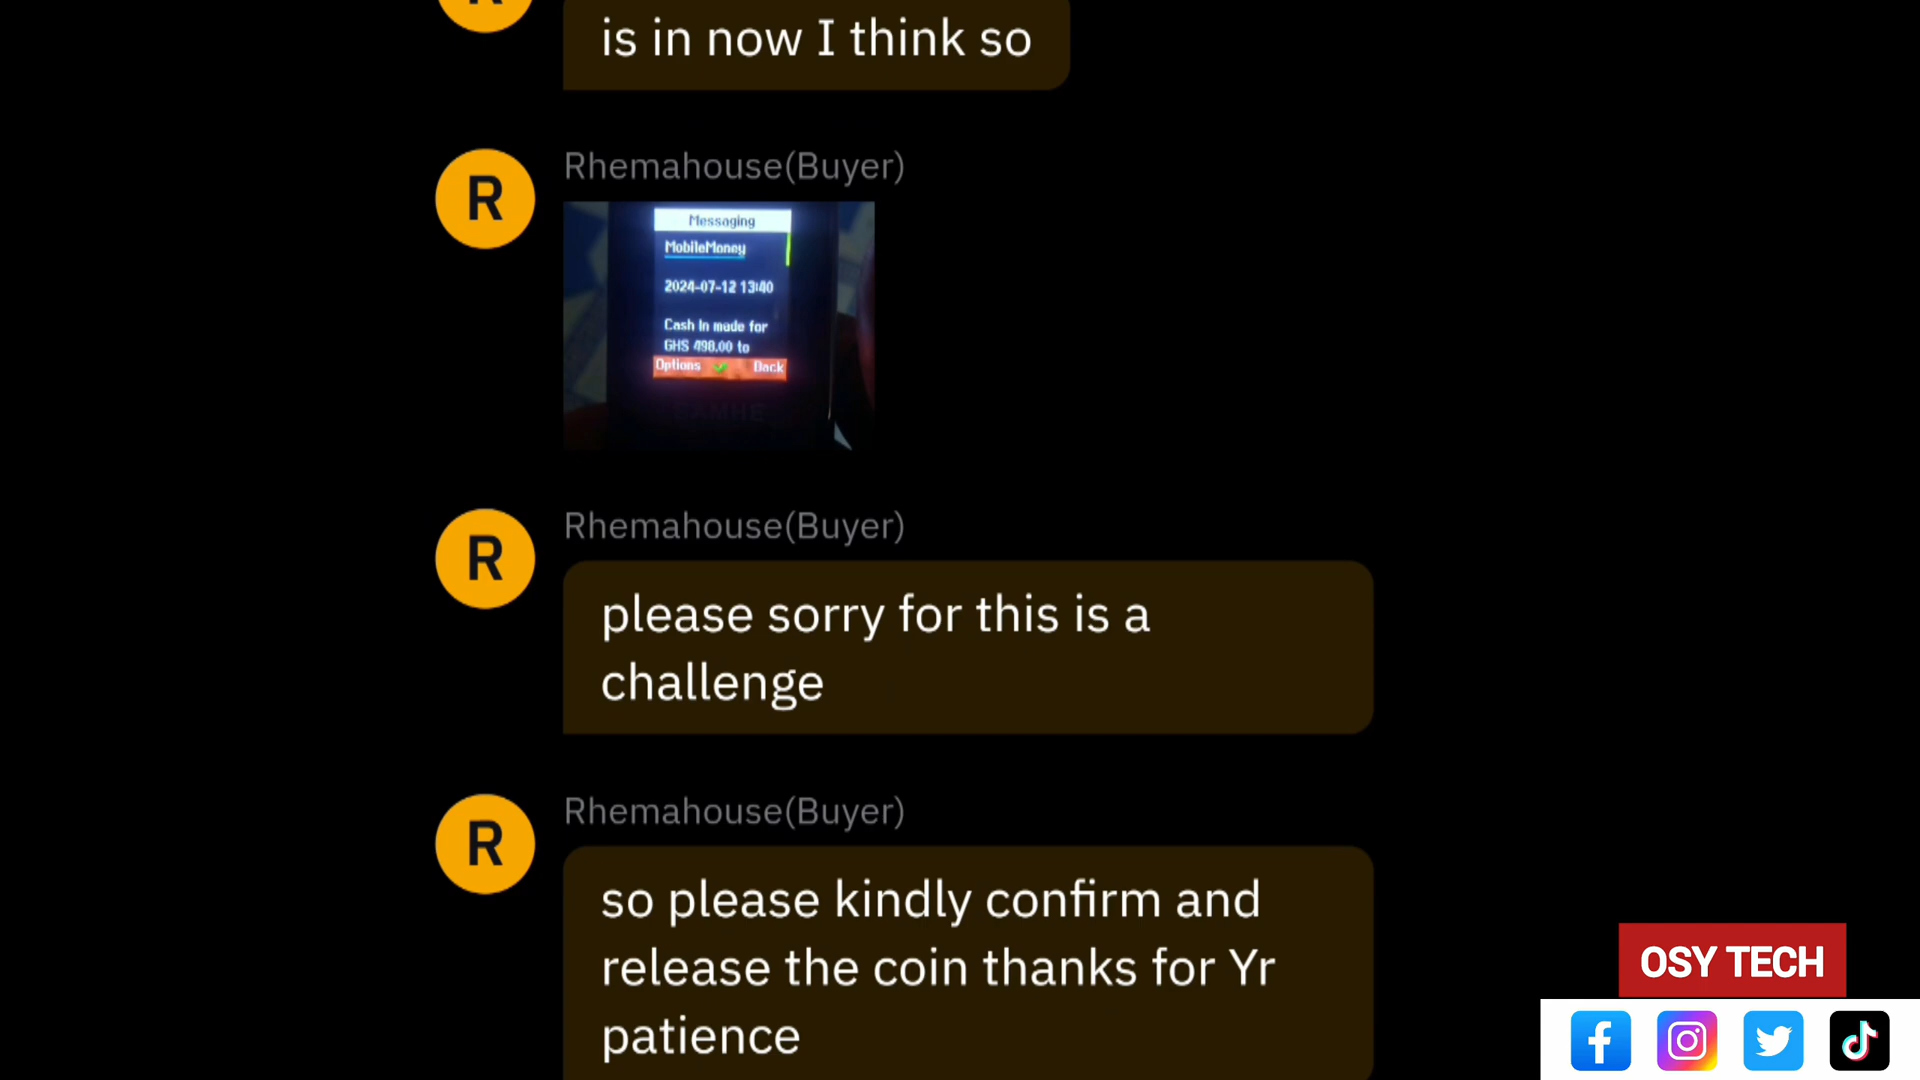 R
is in now I think so
Rhemahouse(Buyer)
R
Messaging
MobileMoney
2024-07-12 13:40
Cash In made for
GHS 498.00 to
Options
Back
Rhemahouse(Buyer)
R
please sorry for this is a
challenge
Rhemahouse(Buyer)
R
so please kindly confirm and
release the coin thanks for Yr
patience
OSY TECH